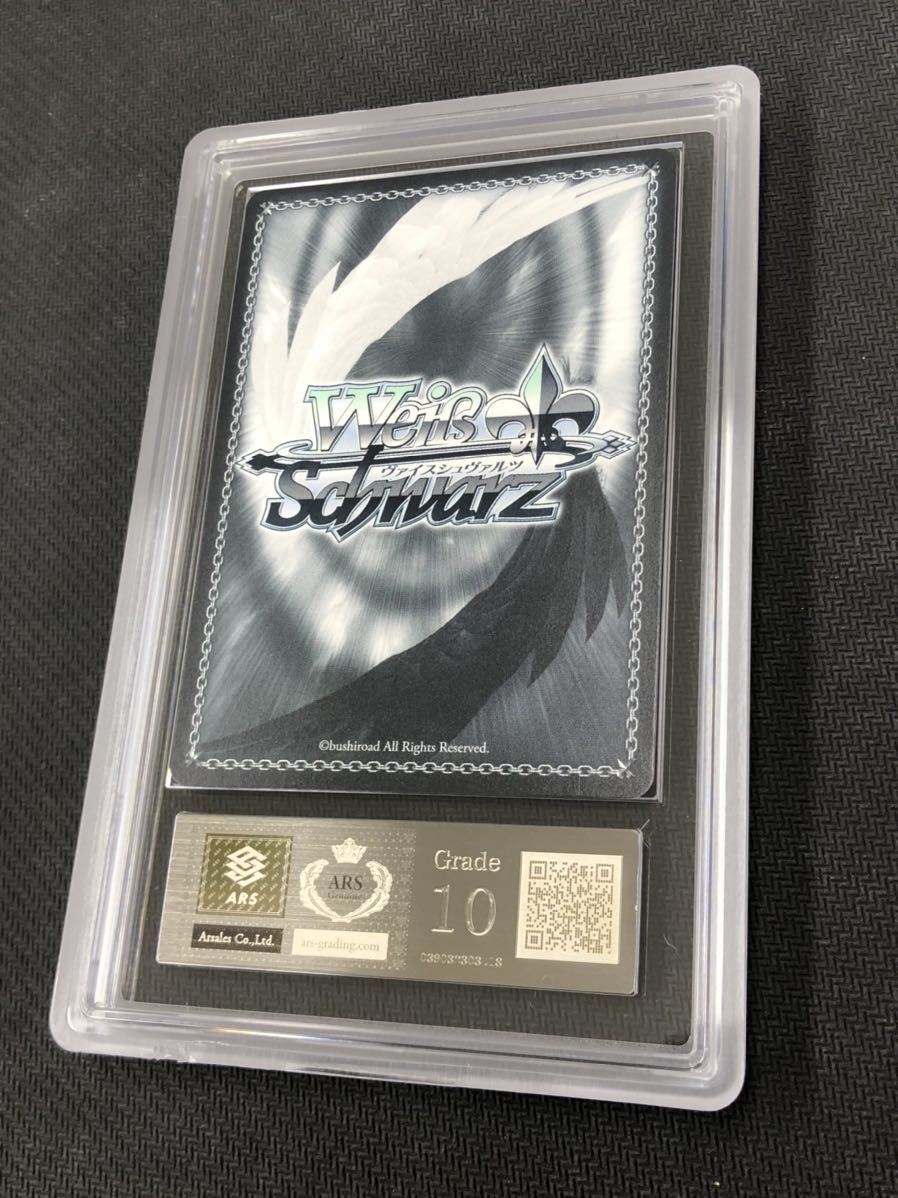 Weiß
ヴァイスシュヴァルツ
Schwarz
©bushiroad All Rights Reserved.
ARS
Arsales Co.,Ltd.
ARS
Genuine
ars-grading.com
Grade
10